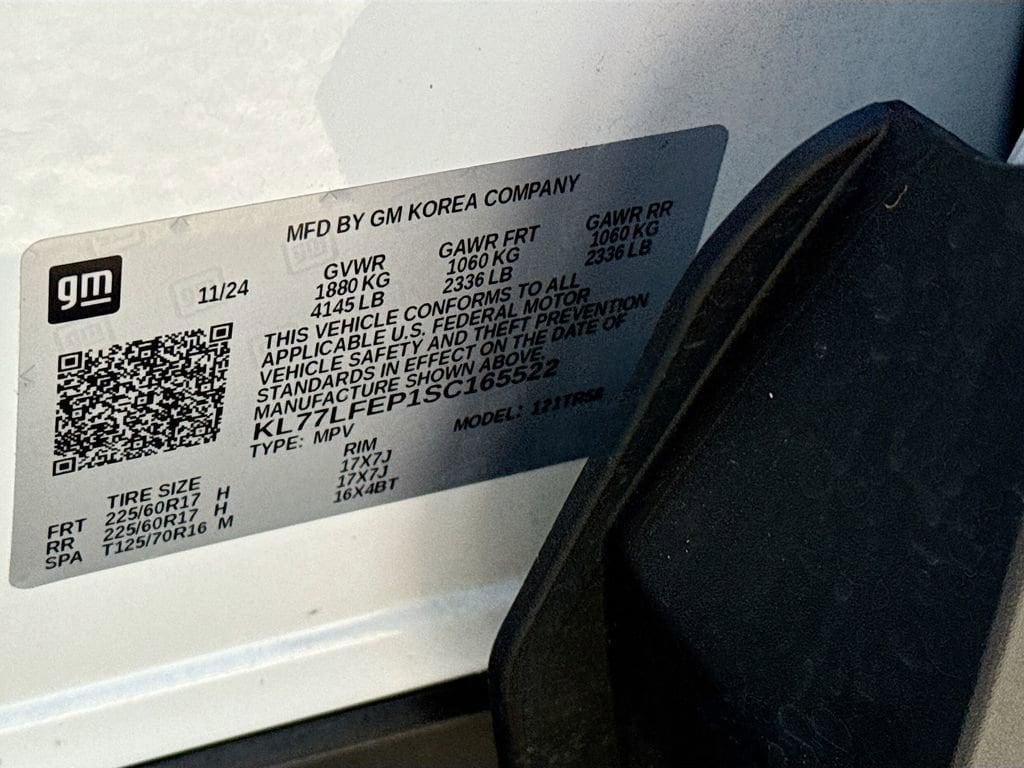 MFD BY GM KOREA COMPANY
gm
11/24
GVWR GAWR FRT GAWR RR
1880 KG 1060 KG 1060 KG
4145 LB 2336 LB 2336 LB
THIS VEHICLE CONFORMS TO ALL
APPLICABLE U.S. FEDERAL MOTOR
VEHICLE SAFETY AND THEFT PREVENTION
STANDARDS IN EFFECT ON THE DATE OF
MANUFACTURE SHOWN ABOVE.
KL77LFEP1SC165522
TYPE: MPV MODEL:
TIRE SIZE RIM
FRT 225/60R17 H 17X7J
RR 225/60R17 H 17X7J
SPA T125/70R16 M 16X4BT